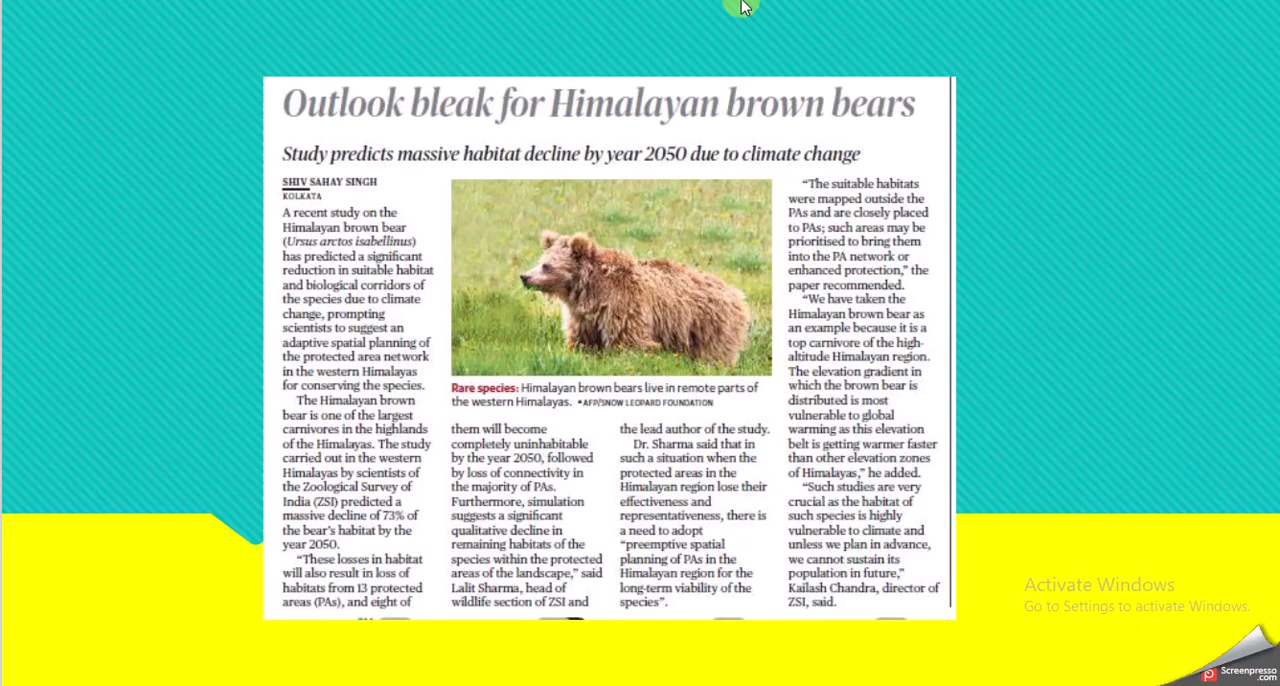 Outlook bleak for Himalayan brown bears
Study predicts massive habitat decline by year 2050 due to climate change
SHIV SAHAY SINGH
KOLKATA
A recent study on the
Himalayan brown bear
(Ursus arctos isabellinus)
has predicted a significant
reduction in suitable habitat
and biological corridors of
the species due to climate
change, prompting
scientists to suggest an
adaptive spatial planning of
the protected area network
in the western Himalayas
for conserving the species.
The Himalayan brown
bear is one of the largest
carnivores in the highlands
of the Himalayas. The study
carried out in the western
Himalayas by scientists of
the Zoological Survey of
India (ZSI) predicted a
massive decline of 73% of
the bear's habitat by the
year 2050.
“These losses in habitat
will also result in loss of
habitats from 13 protected
areas (PAs), and eight of
Rare species: Himalayan brown bears live in remote parts of
the western Himalayas. •AFP/SNOW LEOPARD FOUNDATION
them will become
completely uninhabitable
by the year 2050, followed
by loss of connectivity in
the majority of PAs.
Furthermore, simulation
suggests a significant
qualitative decline in
remaining habitats of the
species within the protected
areas of the landscape,” said
Lalit Sharma, head of
wildlife section of ZSI and
the lead author of the study.
Dr. Sharma said that in
such a situation when the
protected areas in the
Himalayan region lose their
effectiveness and
representativeness, there is
a need to adopt
“preemptive spatial
planning of PAs in the
Himalayan region for the
long-term viability of the
species”.
“The suitable habitats
were mapped outside the
PAs and are closely placed
to PAs; such areas may be
prioritised to bring them
into the PA network or
enhanced protection,” the
paper recommended.
“We have taken the
Himalayan brown bear as
an example because it is a
top carnivore of the high-
altitude Himalayan region.
The elevation gradient in
which the brown bear is
distributed is most
vulnerable to global
warming as this elevation
belt is getting warmer faster
than other elevation zones
of Himalayas,” he added.
“Such studies are very
crucial as the habitat of
such species is highly
vulnerable to climate and
unless we plan in advance,
we cannot sustain its
population in future,”
Kailash Chandra, director of
ZSI, said.
Activate Windows
Go to Settings to activate Windows.
Screenpresso
.com